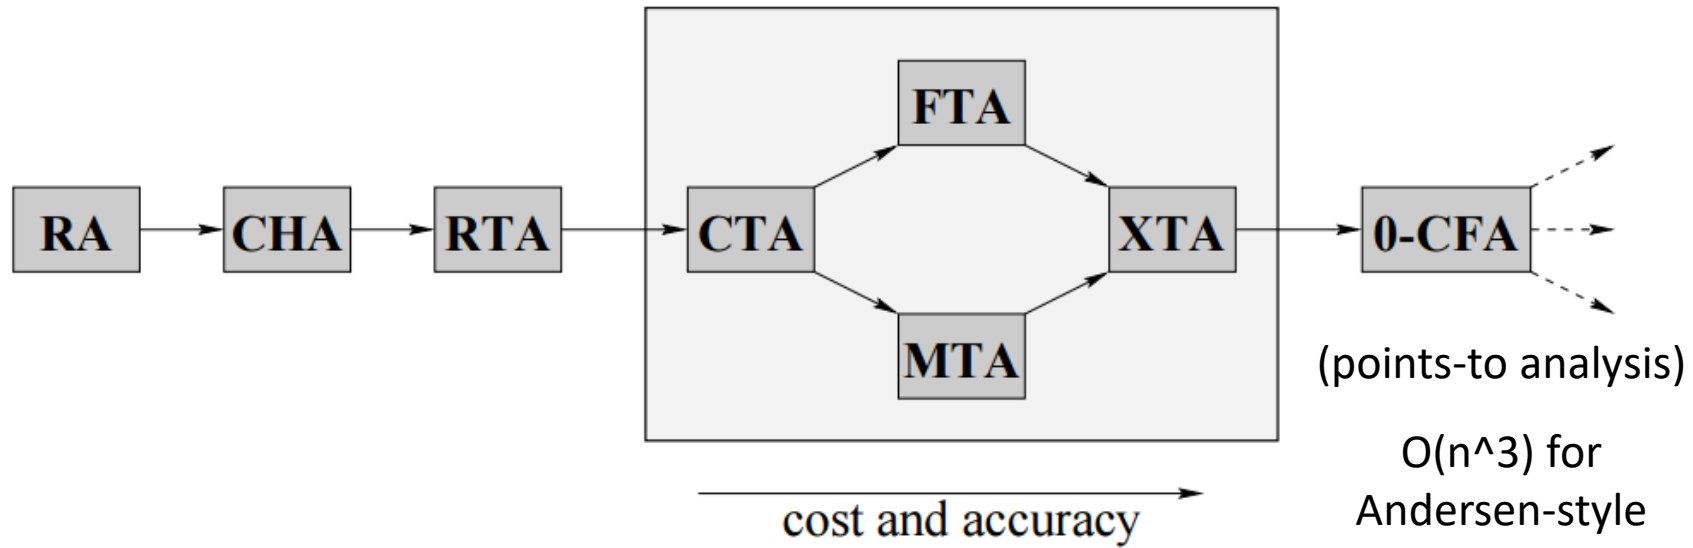 RA
CHA
RTA
CTA
FTA
MTA
XTA
0-CFA
(points-to analysis)
O(n^3) for
Andersen-style
cost and accuracy